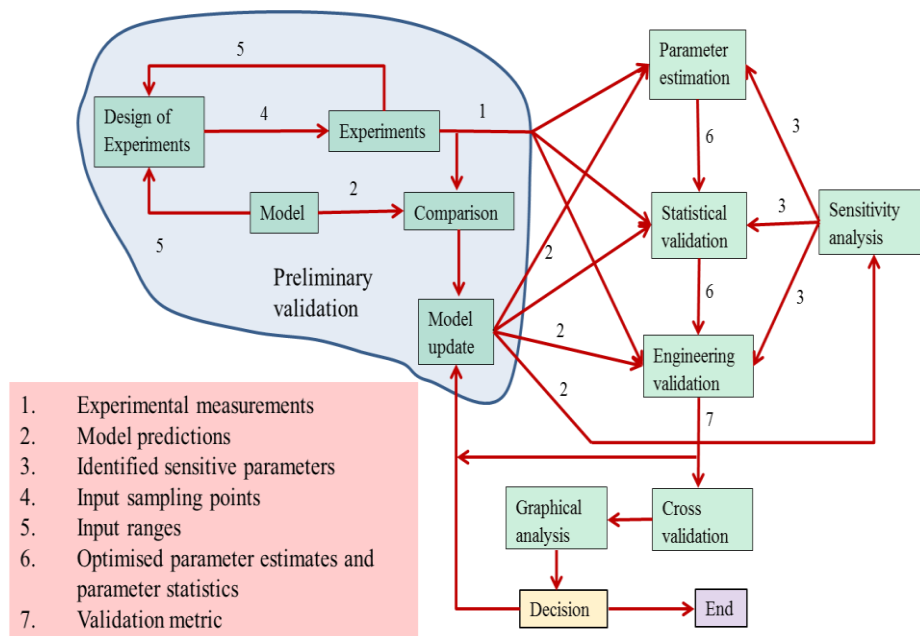 5
Parameter
estimation
1
Design of
Experiments
4
Experiments
3
6
Model
2
Comparison
Statistical
validation
3
Sensitivity
analysis
5
2
Preliminary
validation
6
3
Model
update
2
Engineering
validation
2
7
1. Experimental measurements
2. Model predictions
3. Identified sensitive parameters
4. Input sampling points
5. Input ranges
6. Optimised parameter estimates and
parameter statistics
7. Validation metric
Graphical
analysis
Cross
validation
Decision
End